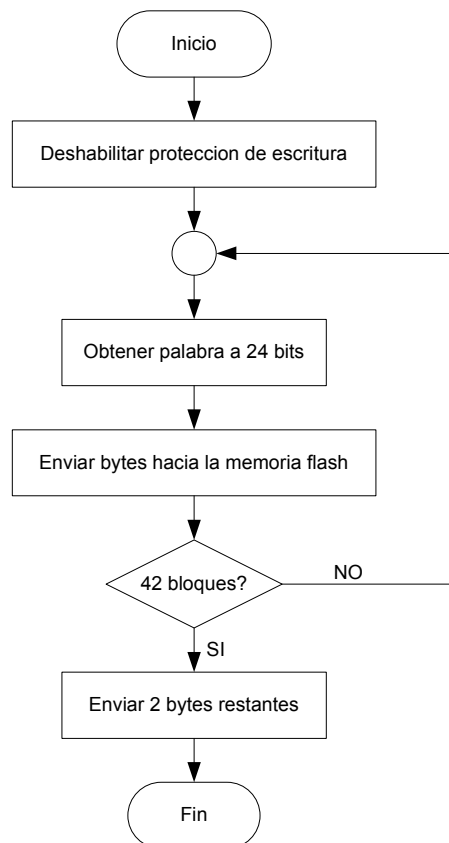 Inicio
Deshabilitar proteccion de escritura
Obtener palabra a 24 bits
Enviar bytes hacia la memoria flash
42 bloques?
NO
SI
Enviar 2 bytes restantes
Fin